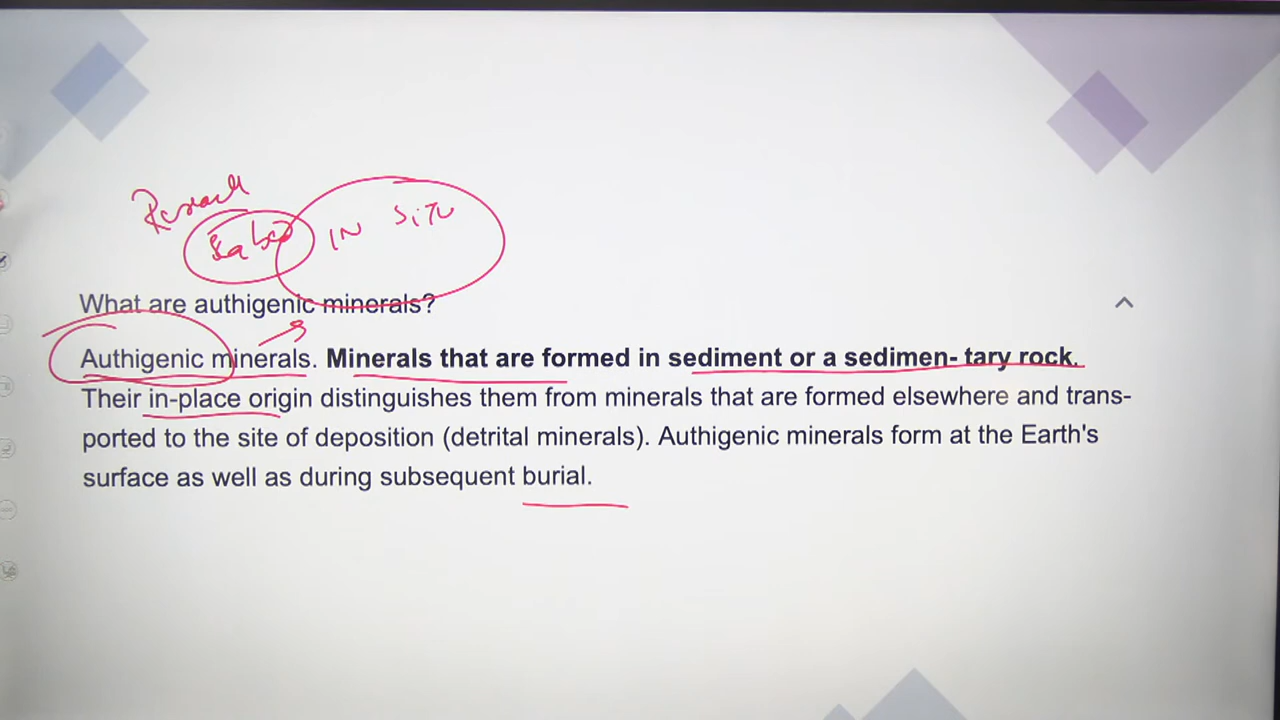 Research
IN SITU
What are authigenic minerals?
Authigenic minerals. Minerals that are formed in sediment or a sedimen- tary rock.
Their in-place origin distinguishes them from minerals that are formed elsewhere and trans-
ported to the site of deposition (detrital minerals). Authigenic minerals form at the Earth's
surface as well as during subsequent burial.